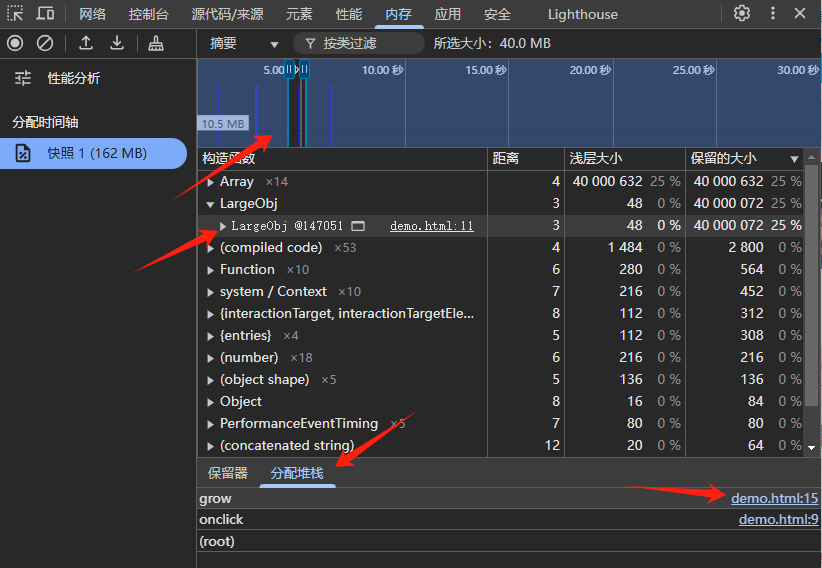 网络 控制台 源代码/来源 元素 性能 内存 应用 安全 Lighthouse
摘要 按类过滤 所选大小：40.0 MB
性能分析
分配时间轴
快照 1 (162 MB)
5.00 秒 10.00 秒 15.00 秒 20.00 秒 25.00 秒 30.00 秒
10.5 MB
构造函数 距离 浅层大小 保留的大小
Array ×14 4 40 000 632 25 % 40 000 632 25 %
LargeObj 3 48 0 % 40 000 072 25 %
LargeObj @147051 demo.html:11 3 48 0 % 40 000 072 25 %
(compiled code) ×53 4 1 484 0 % 2 800 0 %
Function ×10 6 280 0 % 564 0 %
system / Context ×10 7 216 0 % 452 0 %
{interactionTarget, interactionTargetEle... 8 112 0 % 312 0 %
{entries} ×4 5 112 0 % 308 0 %
(number) ×18 6 216 0 % 216 0 %
(object shape) ×5 5 136 0 % 136 0 %
Object 8 16 0 % 84 0 %
PerformanceEventTiming ×5 7 80 0 % 80 0 %
(concatenated string) 12 20 0 % 64 0 %
保留器 分配堆栈
grow demo.html:15
onclick demo.html:9
(root)